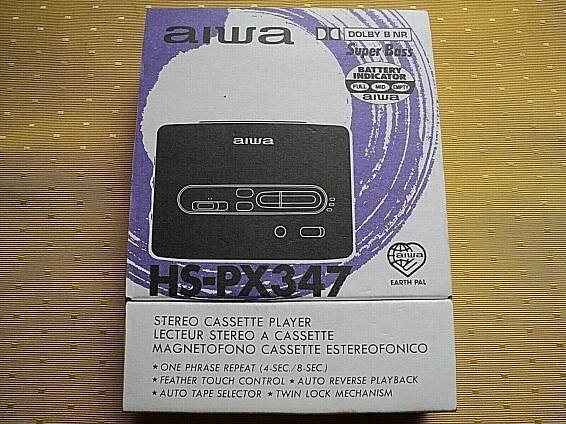 aiwa
DOLBY B NR
Super Bass
BATTERY
INDICATOR
FULL MID EMPTY
aiwa
aiwa
HS-PX347
aiwa
EARTH PAL
STEREO CASSETTE PLAYER
LECTEUR STEREO A CASSETTE
MAGNETOFONO CASSETTE ESTEREOFONICO
★ ONE PHRASE REPEAT (4-SEC./8-SEC.)
★ FEATHER TOUCH CONTROL ★ AUTO REVERSE PLAYBACK
★ AUTO TAPE SELECTOR ★ TWIN LOCK MECHANISM